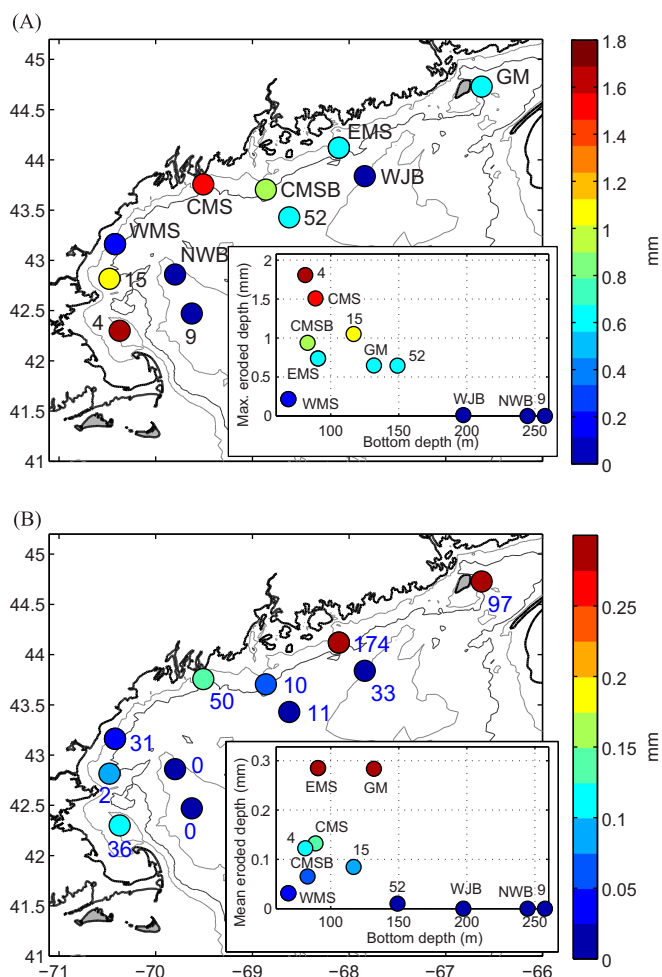 (A)
45
44.5
44
43.5
43
42.5
42
41.5
41
GM
EMS
WJB
CMSB
CMS
52
WMS
NWB
15
9
4
2
1.5
1
0.5
0
Max. eroded depth (mm)
4
CMS
15
CMSB
GM
52
EMS
WMS
WJB
NWB
9
100
150
200
250
Bottom depth (m)
1.8
1.6
1.4
1.2
1
0.8
0.6
0.4
0.2
0
mm
(B)
45
44.5
44
43.5
43
42.5
42
41.5
41
−71
−70
−69
−68
−67
−66
97
174
33
10
50
11
31
0
2
0
36
0.3
0.2
0.1
0
Mean eroded depth (mm)
EMS
GM
CMS
4
15
CMSB
WMS
52
WJB
NWB
9
100
150
200
250
Bottom depth (m)
0.25
0.2
0.15
0.1
0.05
0
mm